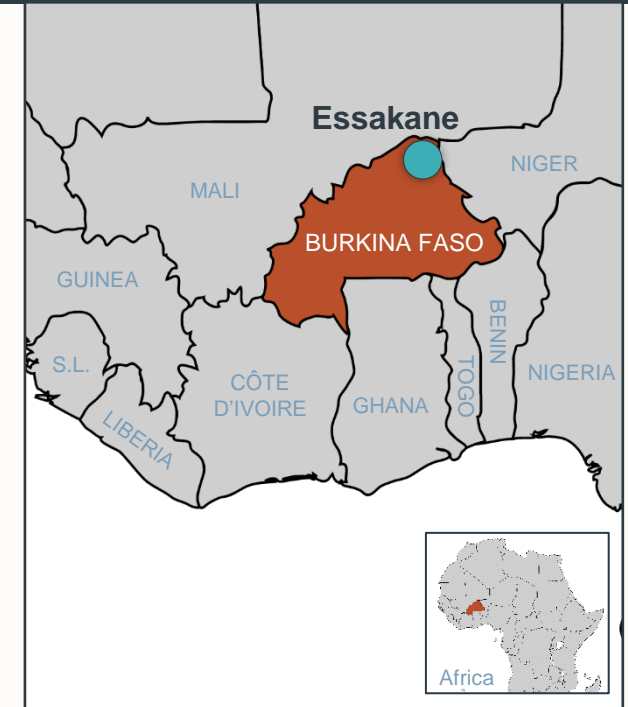 Essakane
NIGER
MALI
BURKINA FASO
GUINEA
BENIN
S.L.
TOGO
NIGERIA
CÔTE
D'IVOIRE
GHANA
LIBERIA
Africa